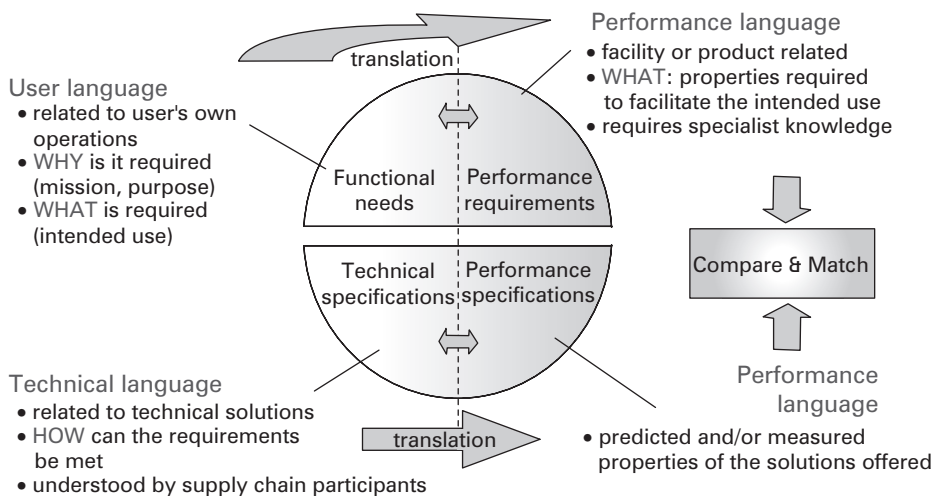 Performance language
• facility or product related
• WHAT: properties required
to facilitate the intended use
• requires specialist knowledge
translation
User language
• related to user's own
operations
• WHY is it required
(mission, purpose)
• WHAT is required
(intended use)
Functional
needs
Performance
requirements
Technical
specifications
Performance
specifications
Compare & Match
Technical language
• related to technical solutions
• HOW can the requirements
be met
• understood by supply chain participants
translation
Performance
language
• predicted and/or measured
properties of the solutions offered